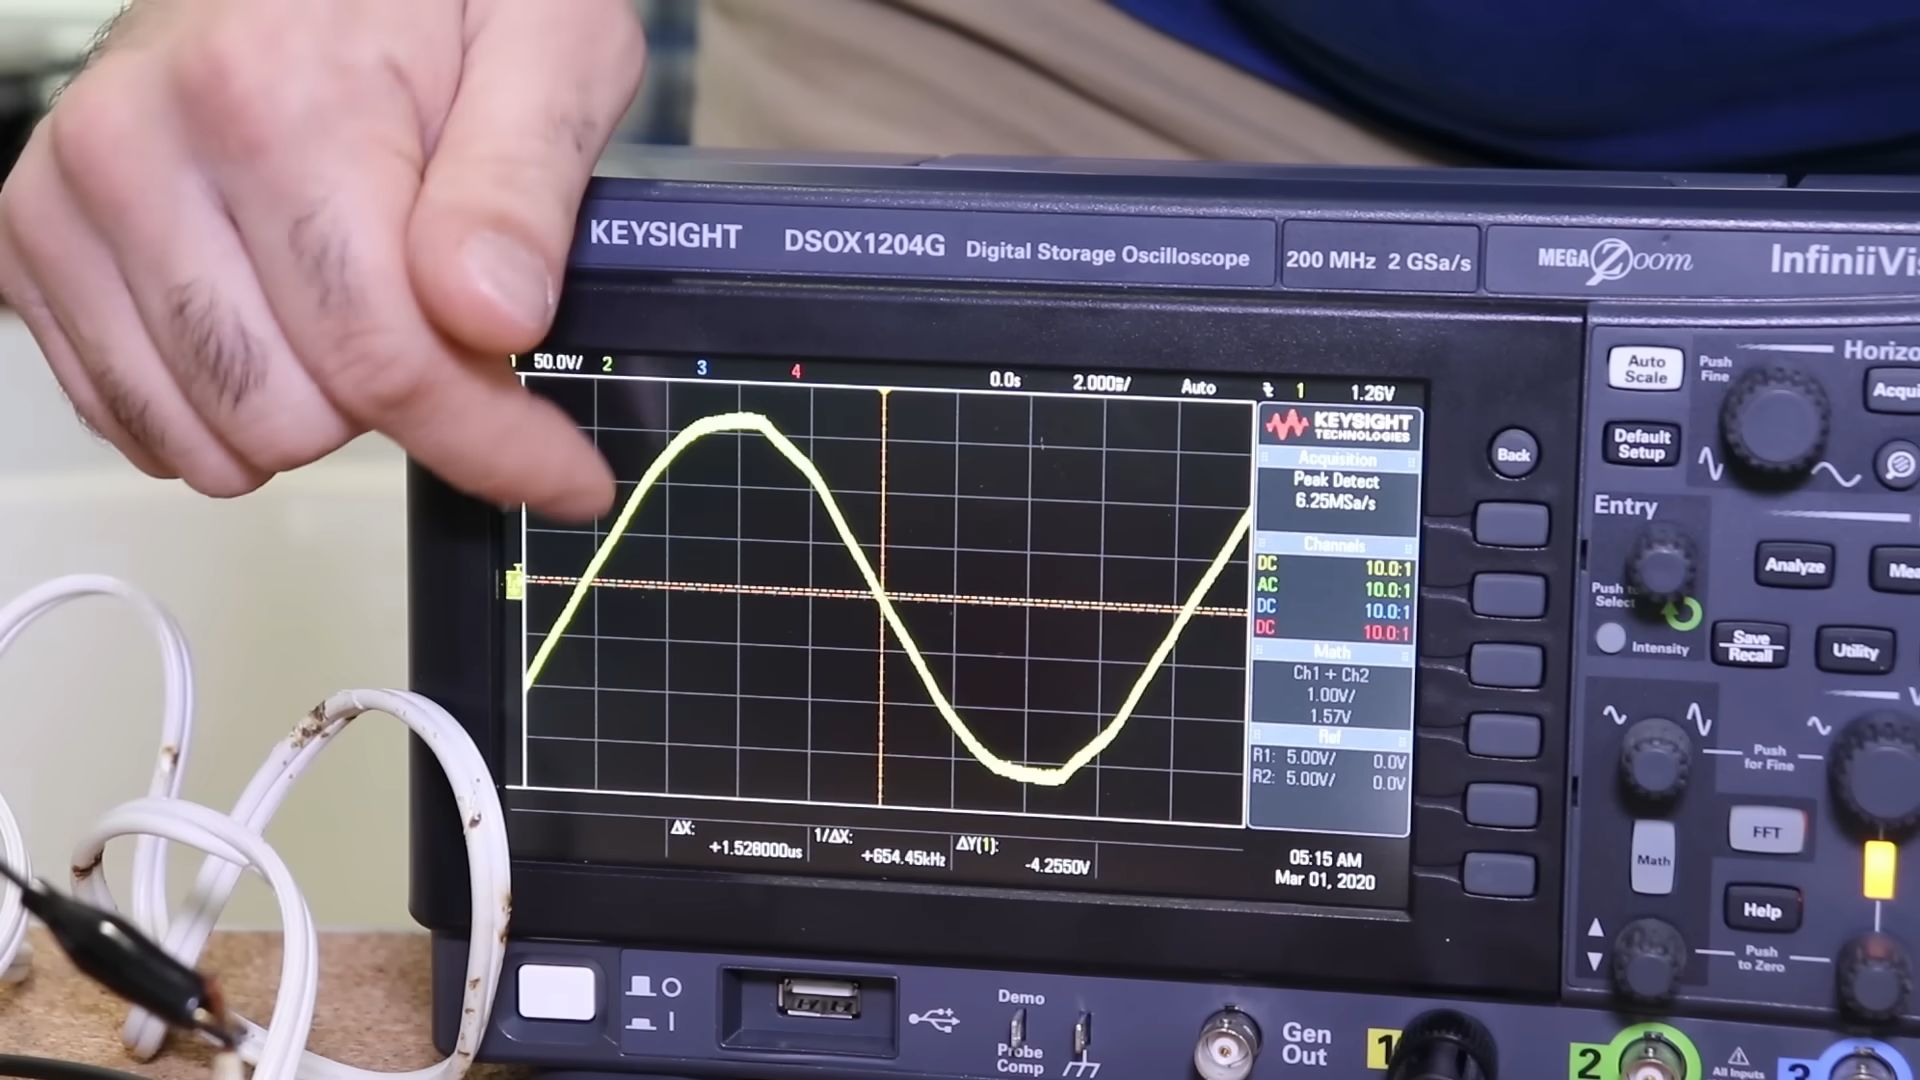 KEYSIGHT DSOX1204G Digital Storage Oscilloscope 200 MHz 2 GSa/s MEGA Zoom
1 50.0V/ 2 3 4 0.0s 2.000 / Auto 1 1.26V
KEYSIGHT
TECHNOLOGIES
Acquisition
Peak Detect
6.25MSa/s
Channels
DC 10.0:1
AC 10.0:1
DC 10.0:1
DC 10.0:1
Math
Ch1 + Ch2
1.00V/
1.57V
Ref
R1: 5.00V/ 0.0V
R2: 5.00V/ 0.0V
ΔX:
+1.528000us
1/ΔX:
+654.45kHz
ΔY(1):
-4.2550V
05:15 AM
Mar 01, 2020
Back
Auto
Scale
Push
Fine
Default
Setup
Entry
Push to
Select
Intensity
Analyze
Save
Recall
Utility
Push
for Fine
Math
FFT
Help
Push
to Zero
Demo
Probe
Comp
Gen
Out
1
2
All Inputs
3